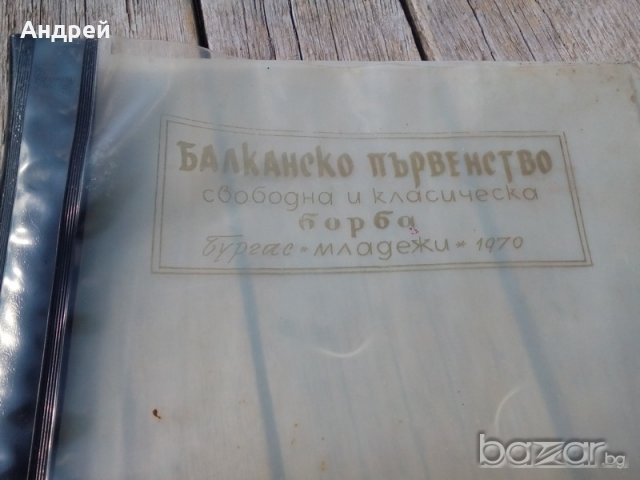 Андрей
БАЛКАНСКО ПЪРВЕНСТВО
свободна и класическа
борба
Бургас * младежи * 1970
bazar.bg